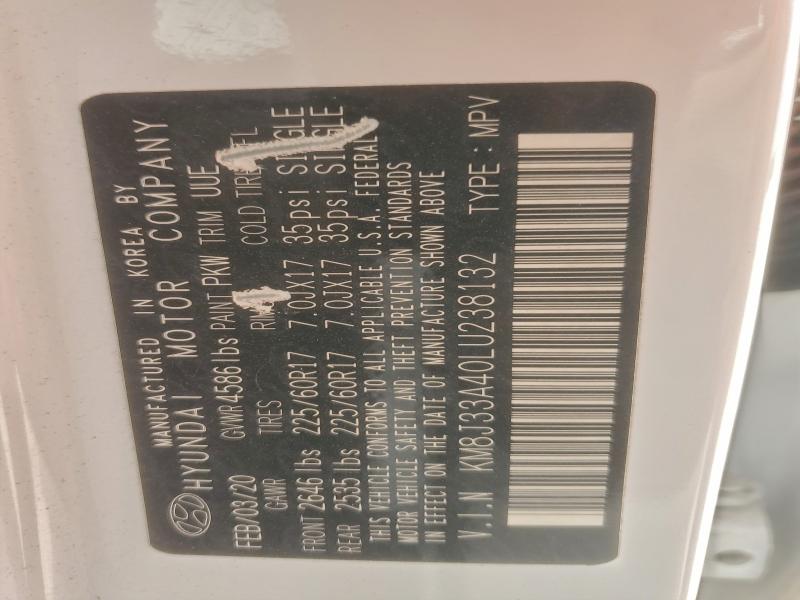 MANUFACTURED IN KOREA BY
HYUNDAI MOTOR COMPANY
FEB/03/20 GVWR 4586 lbs PAINT PKW TRIM UUE
GAWR TIRES COLD
FRONT 2646 lbs 225/60R17 7.0JX17 35psi SINGLE
REAR 2535 lbs 225/60R17 7.0JX17 35psi SINGLE
THIS VEHICLE CONFORMS TO ALL APPLICABLE U.S.A. FEDERAL
MOTOR VEHICLE SAFETY AND THEFT PREVENTION STANDARDS
IN EFFECT ON THE DATE OF MANUFACTURE SHOWN ABOVE
V.I.N KM8J33A40LU238132 TYPE : MPV